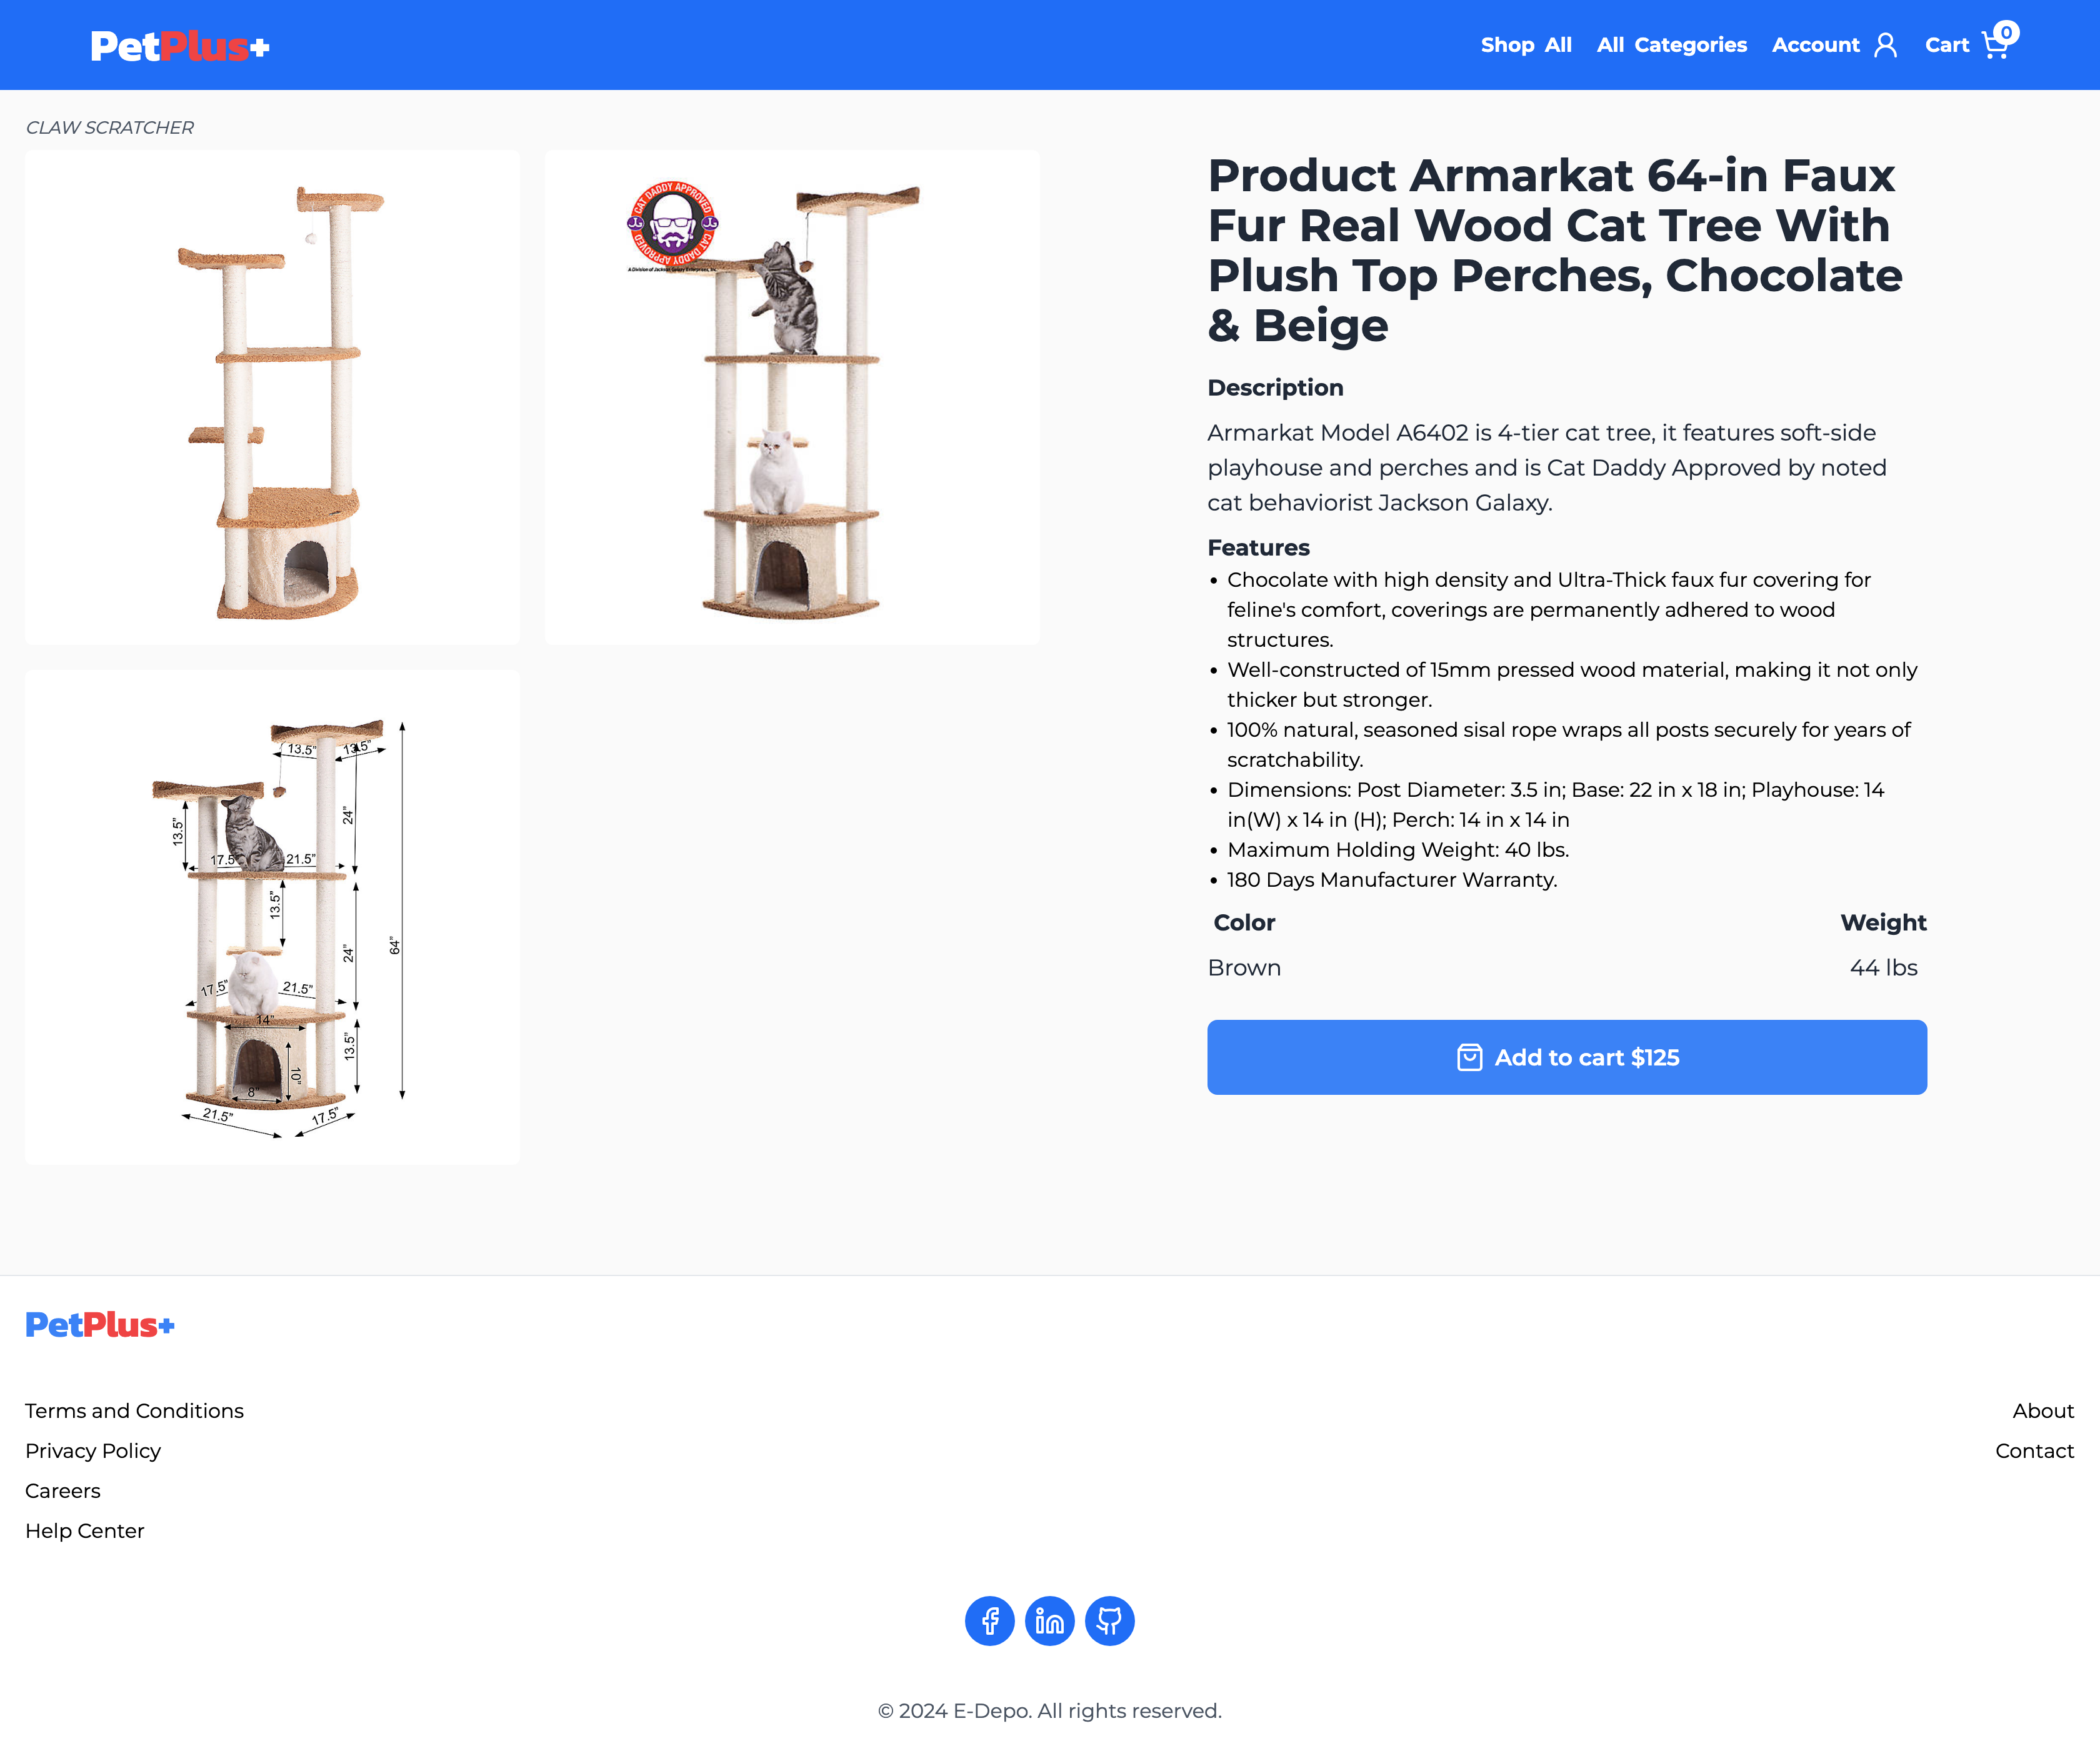 PetPlus+
Shop All
All Categories
Account
Cart
0
CLAW SCRATCHER
CAT DADDY APPROVED
CAT DADDY APPROVED
JG
JG
A Division of Jackson Galaxy Enterprises, Inc.
13.5"
13.5"
24"
13.5"
17.5"
21.5"
13.5"
24"
64"
17.5"
21.5"
14"
13.5"
10"
8"
21.5"
17.5"
Product Armarkat 64-in Faux
Fur Real Wood Cat Tree With
Plush Top Perches, Chocolate
& Beige
Description
Armarkat Model A6402 is 4-tier cat tree, it features soft-side
playhouse and perches and is Cat Daddy Approved by noted
cat behaviorist Jackson Galaxy.
Features
• Chocolate with high density and Ultra-Thick faux fur covering for
feline's comfort, coverings are permanently adhered to wood
structures.
• Well-constructed of 15mm pressed wood material, making it not only
thicker but stronger.
• 100% natural, seasoned sisal rope wraps all posts securely for years of
scratchability.
• Dimensions: Post Diameter: 3.5 in; Base: 22 in x 18 in; Playhouse: 14
in(W) x 14 in (H); Perch: 14 in x 14 in
• Maximum Holding Weight: 40 lbs.
• 180 Days Manufacturer Warranty.
Color
Weight
Brown
44 lbs
Add to cart $125
PetPlus+
Terms and Conditions
Privacy Policy
Careers
Help Center
About
Contact
© 2024 E-Depo. All rights reserved.